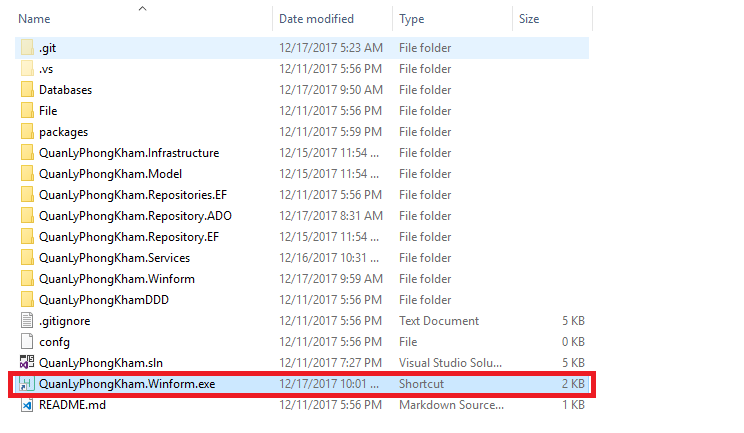 Name Date modified Type Size
.git 12/17/2017 5:23 AM File folder
.vs 12/11/2017 5:56 PM File folder
Databases 12/17/2017 9:50 AM File folder
File 12/11/2017 5:56 PM File folder
packages 12/11/2017 5:59 PM File folder
QuanLyPhongKham.Infrastructure 12/15/2017 11:54 ... File folder
QuanLyPhongKham.Model 12/15/2017 11:54 ... File folder
QuanLyPhongKham.Repositories.EF 12/11/2017 5:56 PM File folder
QuanLyPhongKham.Repository.ADO 12/17/2017 8:31 AM File folder
QuanLyPhongKham.Repository.EF 12/15/2017 11:54 ... File folder
QuanLyPhongKham.Services 12/16/2017 10:31 ... File folder
QuanLyPhongKham.Winform 12/17/2017 9:59 AM File folder
QuanLyPhongKhamDDD 12/11/2017 5:56 PM File folder
.gitignore 12/11/2017 5:56 PM Text Document 5 KB
confg 12/11/2017 5:56 PM File 0 KB
QuanLyPhongKham.sln 12/11/2017 7:27 PM Visual Studio Solu... 5 KB
QuanLyPhongKham.Winform.exe 12/17/2017 10:01 ... Shortcut 2 KB
README.md 12/11/2017 5:56 PM Markdown Source... 1 KB